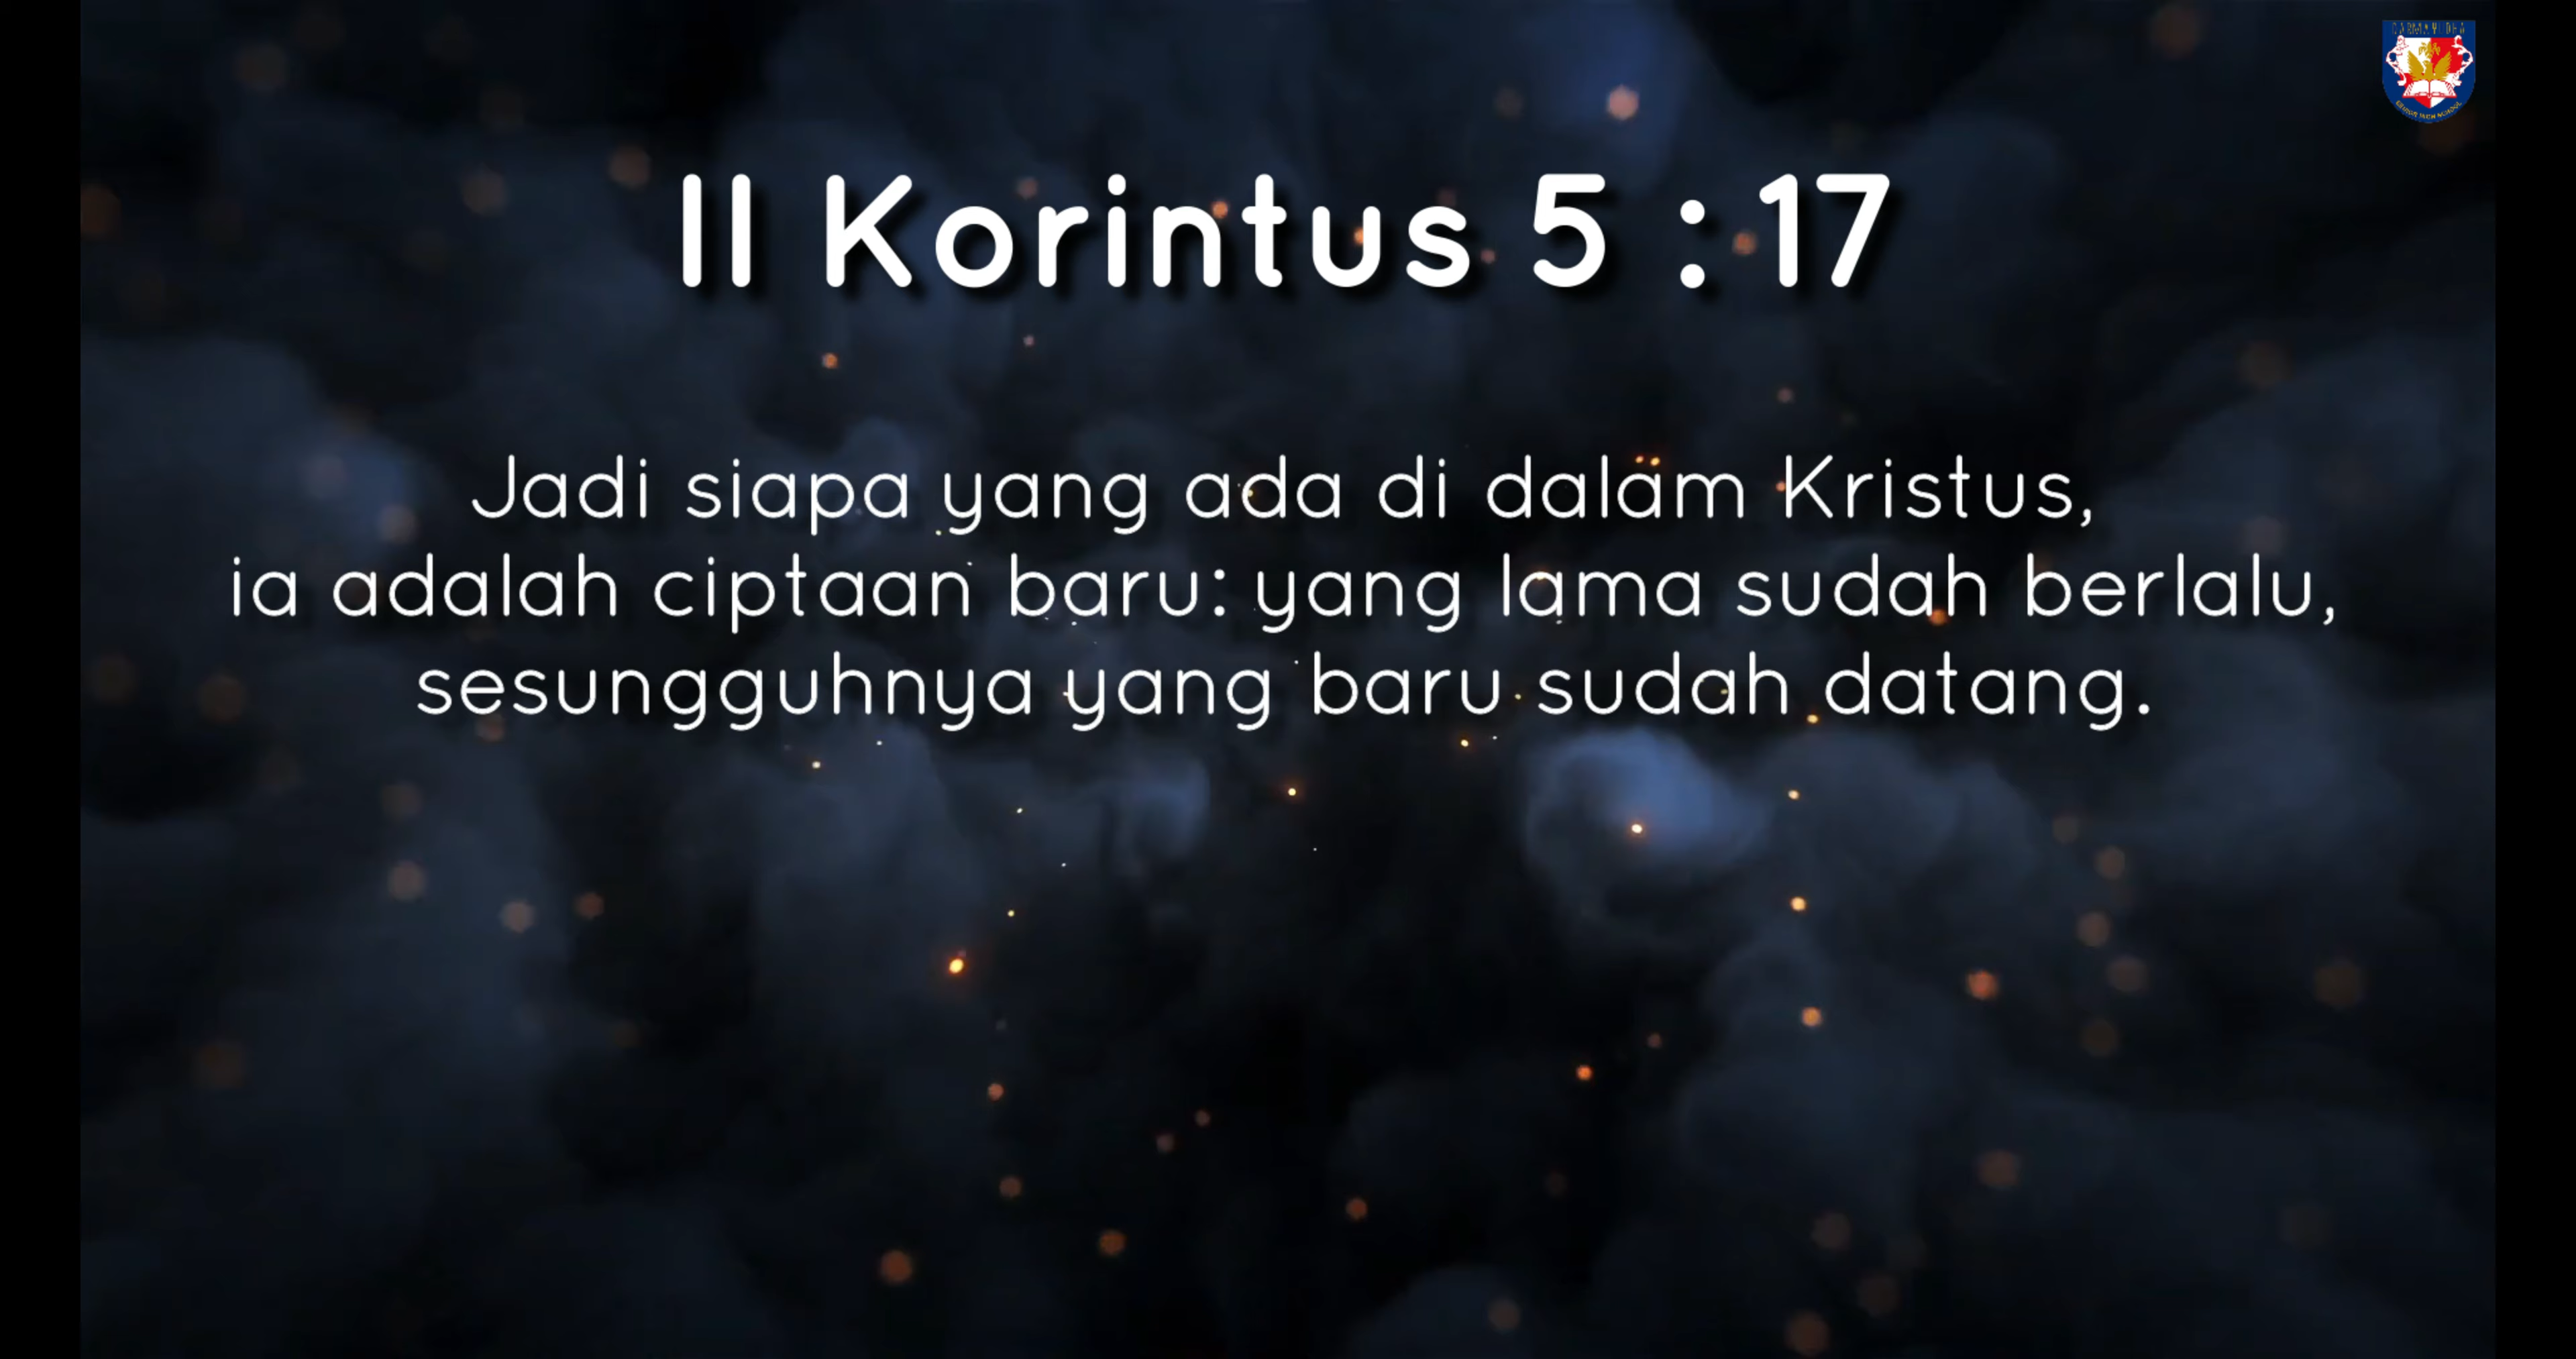 II Korintus 5 : 17
Jadi siapa yang ada di dalam Kristus,
ia adalah ciptaan baru: yang lama sudah berlalu,
sesungguhnya yang baru sudah datang.